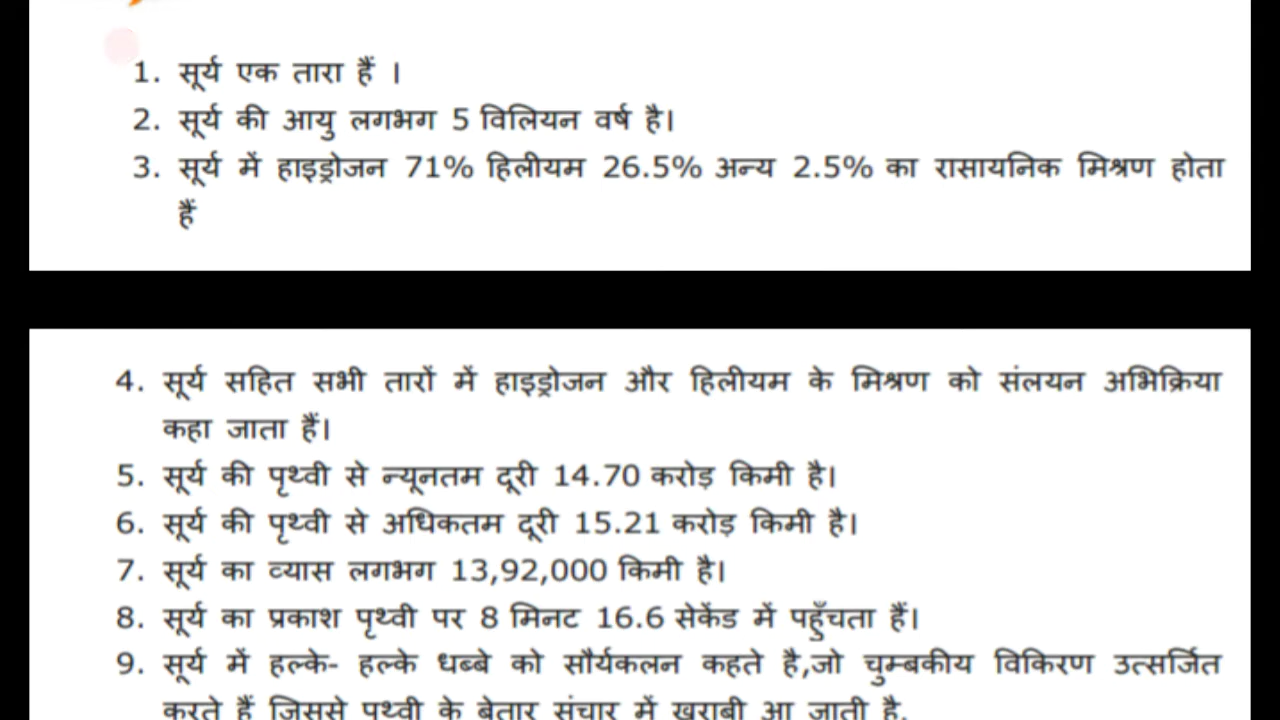 1. सूर्य एक तारा हैं ।
2. सूर्य की आयु लगभग 5 विलियन वर्ष है।
3. सूर्य में हाइड्रोजन 71% हिलीयम 26.5% अन्य 2.5% का रासायनिक मिश्रण होता
हैं
4. सूर्य सहित सभी तारों में हाइड्रोजन और हिलीयम के मिश्रण को संलयन अभिक्रिया
कहा जाता हैं।
5. सूर्य की पृथ्वी से न्यूनतम दूरी 14.70 करोड़ किमी है।
6. सूर्य की पृथ्वी से अधिकतम दूरी 15.21 करोड़ किमी है।
7. सूर्य का व्यास लगभग 13,92,000 किमी है।
8. सूर्य का प्रकाश पृथ्वी पर 8 मिनट 16.6 सेकेंड में पहुँचता हैं।
9. सूर्य में हल्के- हल्के धब्बे को सौर्यकलन कहते है,जो चुम्बकीय विकिरण उत्सर्जित
करते हैं जिससे पृथ्वी के बेतार संचार में खराबी आ जाती है.